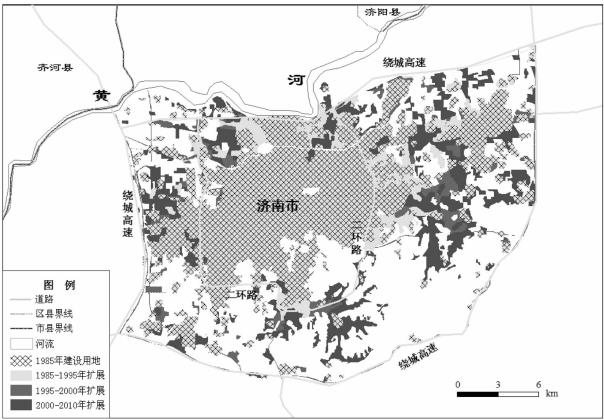 济阳县
齐河县
绕城高速
黄
河
绕城高速
济南市
环路
二环路
绕城高速
图 例
道路
区县界线
市县界线
河流
1985年建设用地
1985-1995年扩展
1995-2000年扩展
2000-2010年扩展
0 3 6 km